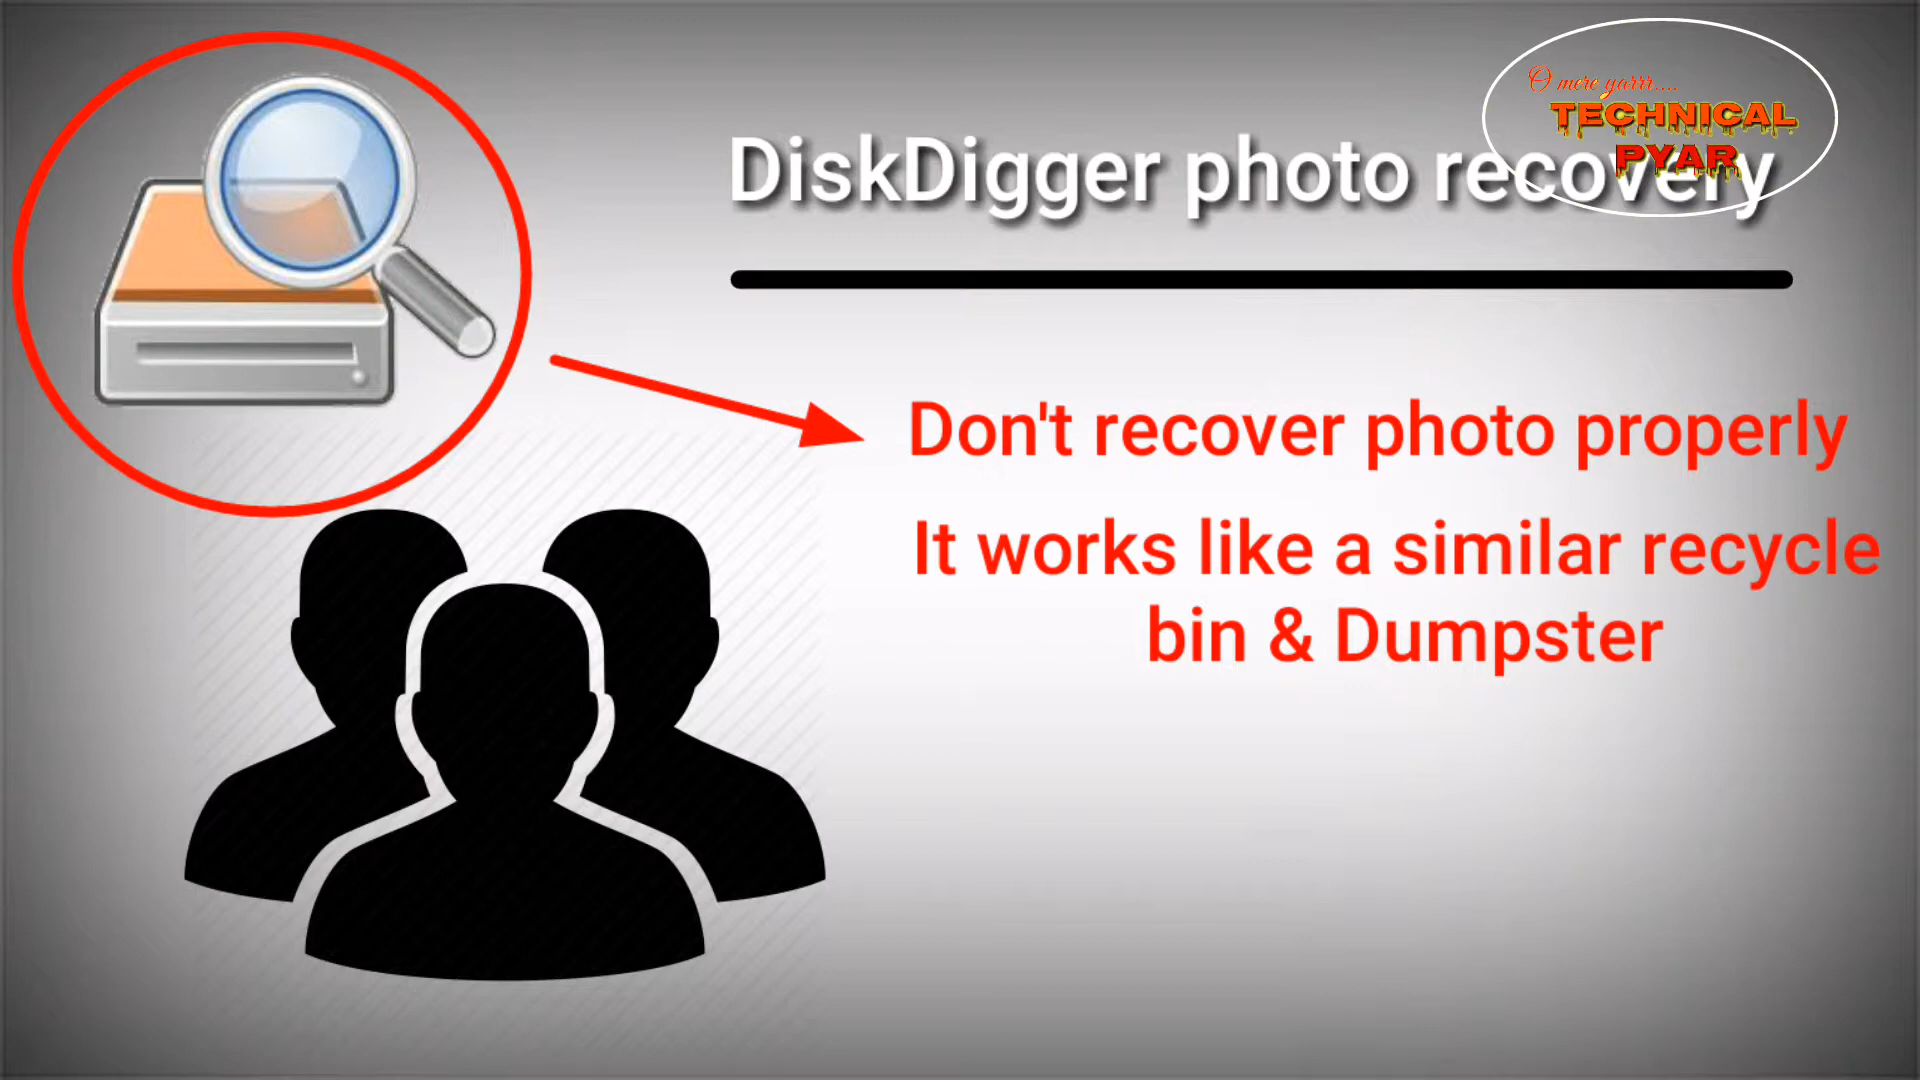 O mere yarrr....
TECHNICAL
PYAR
DiskDigger photo recovery
Don't recover photo properly
It works like a similar recycle
bin & Dumpster